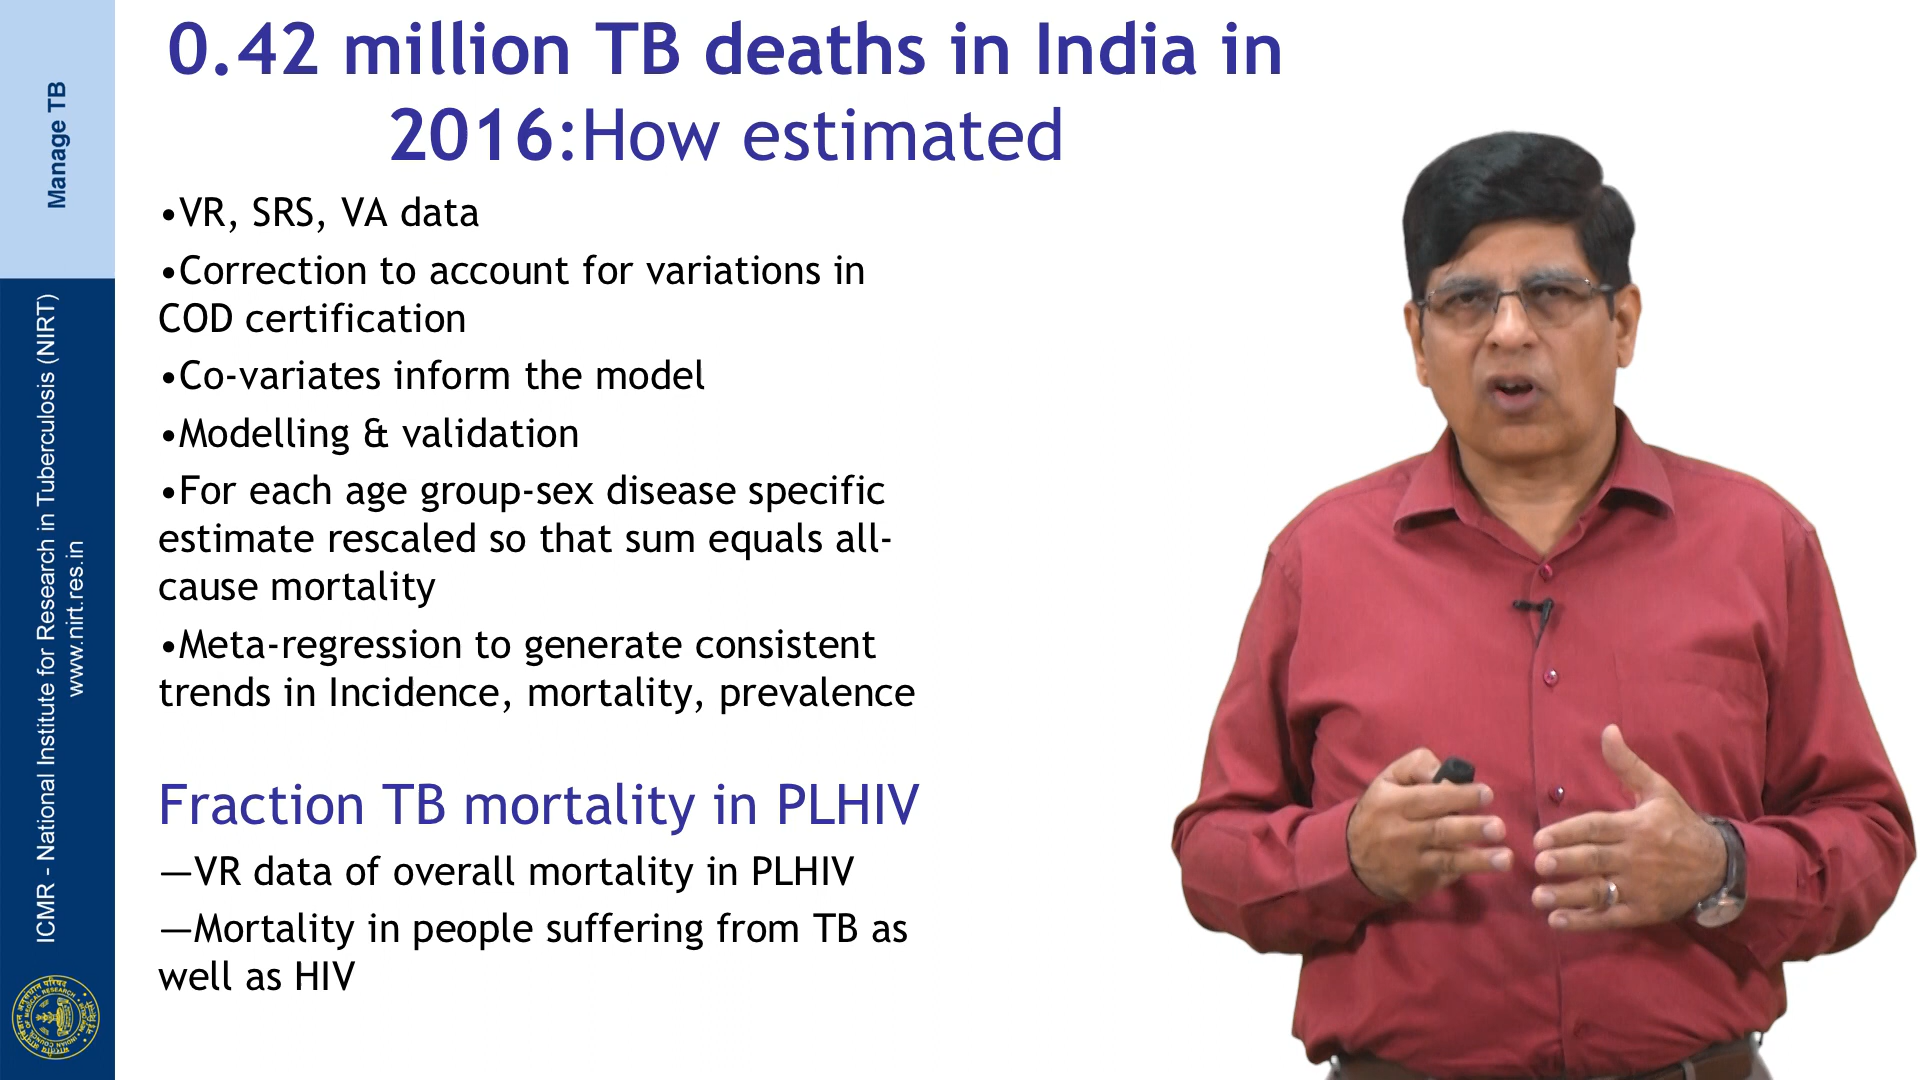 Manage TB
ICMR - National Institute for Research in Tuberculosis (NIRT)
www.nirt.res.in
0.42 million TB deaths in India in
2016:How estimated
•VR, SRS, VA data
•Correction to account for variations in
COD certification
•Co-variates inform the model
•Modelling & validation
•For each age group-sex disease specific
estimate rescaled so that sum equals all-
cause mortality
•Meta-regression to generate consistent
trends in Incidence, mortality, prevalence
Fraction TB mortality in PLHIV
—VR data of overall mortality in PLHIV
—Mortality in people suffering from TB as
well as HIV